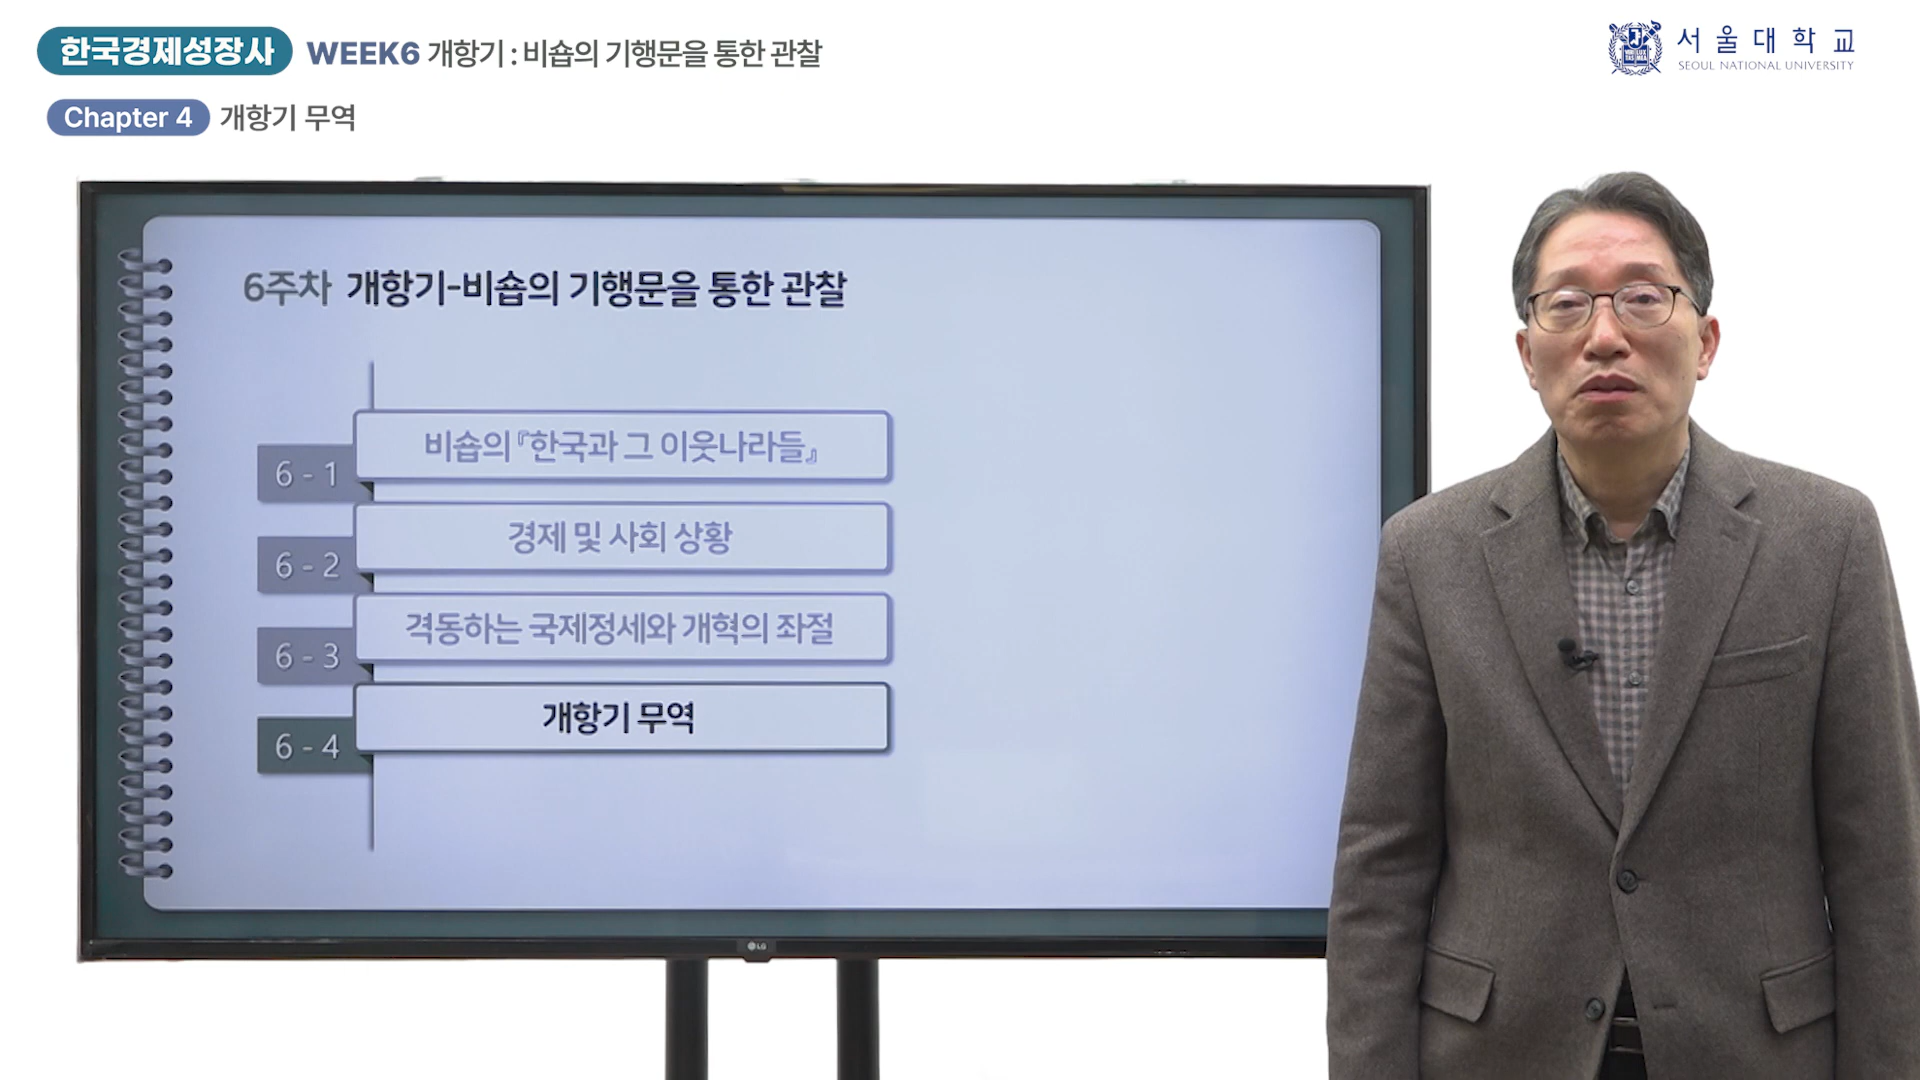 한국경제성장사 WEEK6 개항기 : 비숍의 기행문을 통한 관찰
서울대학교
SEOUL NATIONAL UNIVERSITY
Chapter 4 개항기 무역
6주차 개항기-비숍의 기행문을 통한 관찰
6 - 1 비숍의 『한국과 그 이웃나라들』
6 - 2 경제 및 사회 상황
6 - 3 격동하는 국제정세와 개혁의 좌절
6 - 4 개항기 무역
LG